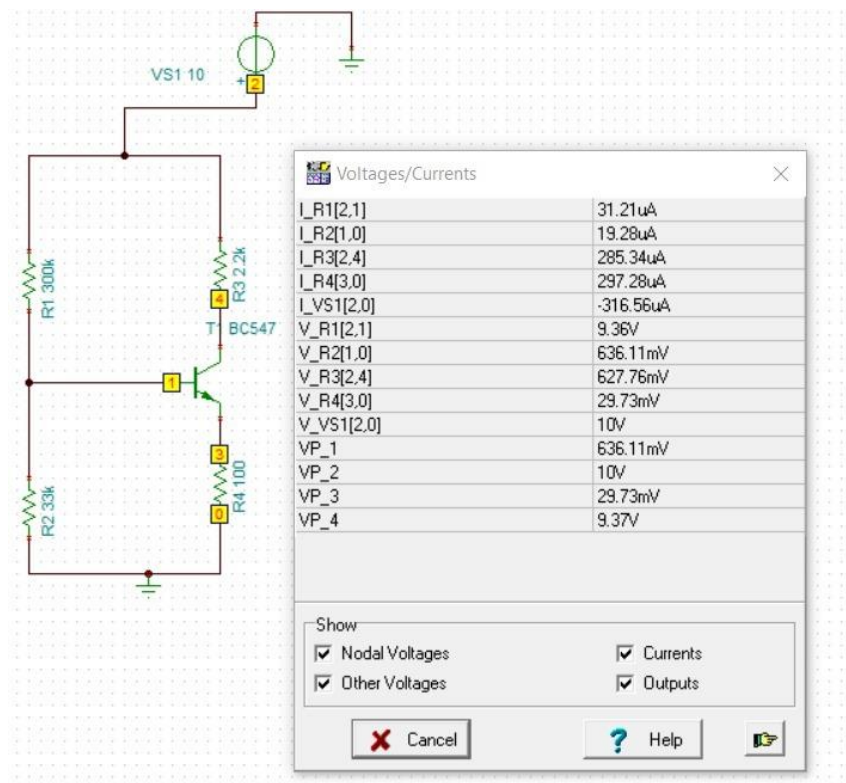 VS1 10
+
2
R1 300k
R3 2.2k
4
T1 BC547
1
3
R4 100
0
R2 33k
Voltages/Currents
I_R1[2,1] 31.21uA
I_R2[1,0] 19.28uA
I_R3[2,4] 285.34uA
I_R4[3,0] 297.28uA
I_VS1[2,0] -316.56uA
V_R1[2,1] 9.36V
V_R2[1,0] 636.11mV
V_R3[2,4] 627.76mV
V_R4[3,0] 29.73mV
V_VS1[2,0] 10V
VP_1 636.11mV
VP_2 10V
VP_3 29.73mV
VP_4 9.37V
Show
Nodal Voltages Currents
Other Voltages Outputs
Cancel ? Help